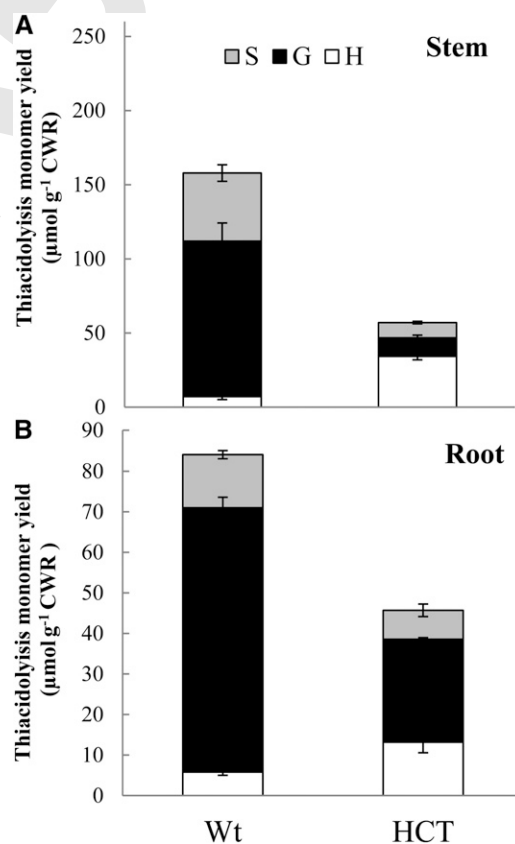 A
Stem
S G H
Thiacidolyisis monomer yield
(µmol g⁻¹ CWR)
250
200
150
100
50
0
B
Root
Thiacidolyisis monomer yield
(µmol g⁻¹ CWR )
90
80
70
60
50
40
30
20
10
0
Wt HCT